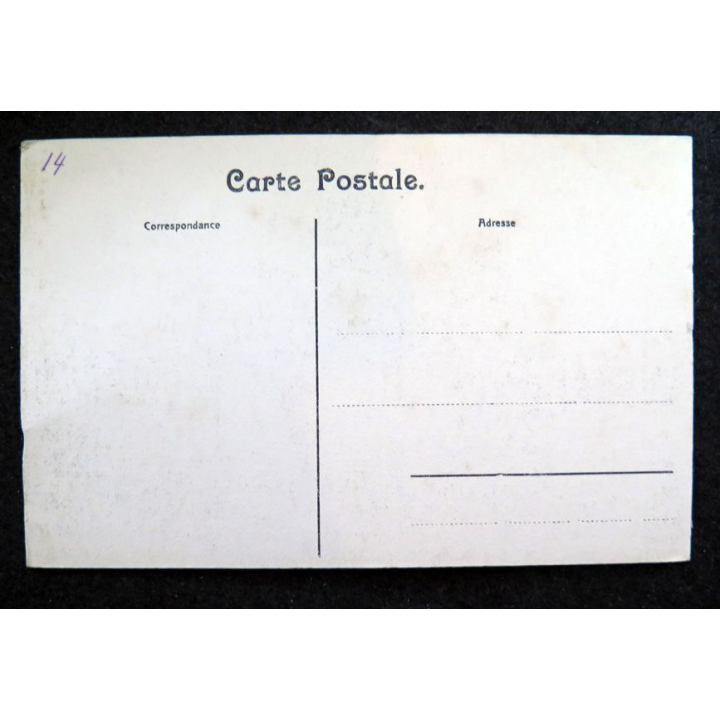 14
Carte Postale.
Correspondance
Adresse